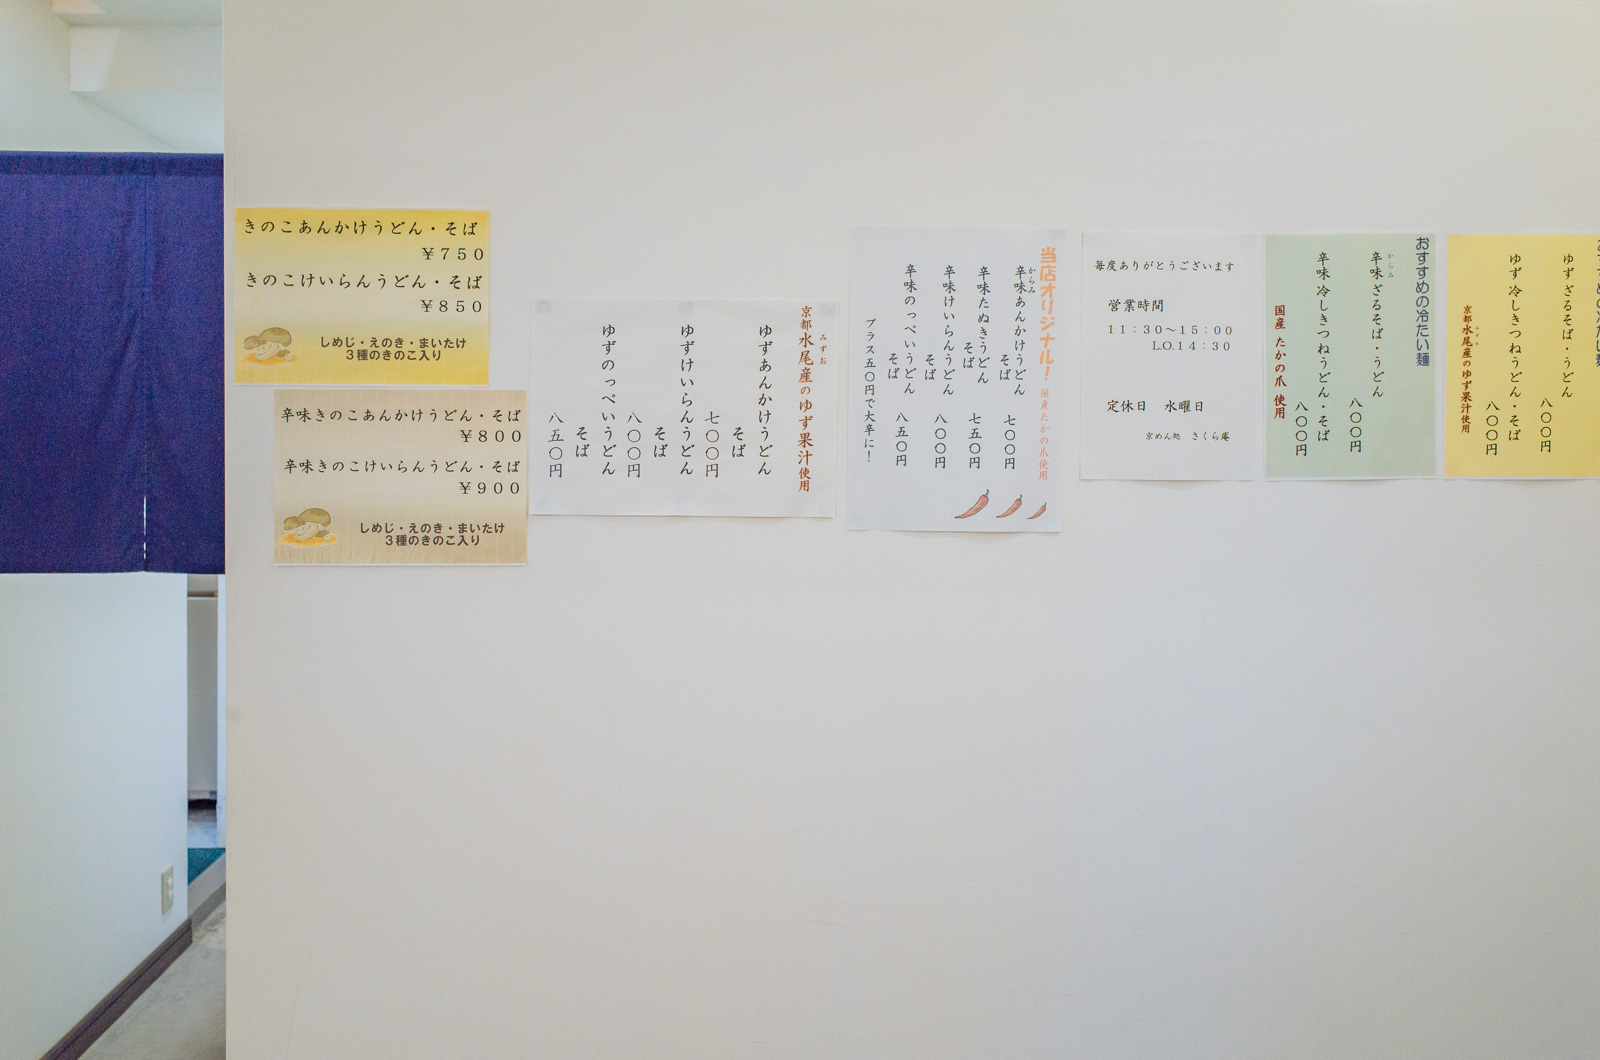 きのこあんかけうどん・そば
￥７５０
きのこけいらんうどん・そば
￥８５０
しめじ・えのき・まいたけ
３種のきのこ入り
辛味きのこあんかけうどん・そば
￥８００
辛味きのこけいらんうどん・そば
￥９００
しめじ・えのき・まいたけ
３種のきのこ入り
京都水尾産のゆず果汁使用
みずお
ゆずあんかけうどん
そば
七〇〇円
ゆずけいらんうどん
そば
八〇〇円
ゆずのっぺいうどん
そば
八五〇円
当店オリジナル！国産たかの爪使用
からみ
辛味あんかけうどん
そば
七〇〇円
辛味たぬきうどん
そば
七五〇円
辛味けいらんうどん
そば
八〇〇円
辛味のっぺいうどん
そば
八五〇円
プラス五〇円で大辛に！
毎度ありがとうございます
営業時間
１１：３０〜１５：００
L.O.１４：３０
定休日　水曜日
京めん処　さくら庵
おすすめの冷たい麺
からみ
辛味ざるそば・うどん
八〇〇円
辛味冷しきつねうどん・そば
八〇〇円
国産たかの爪使用
ゆずざるそば・うどん
八〇〇円
ゆず冷しきつねうどん・そば
八〇〇円
みずお
京都水尾産のゆず果汁使用